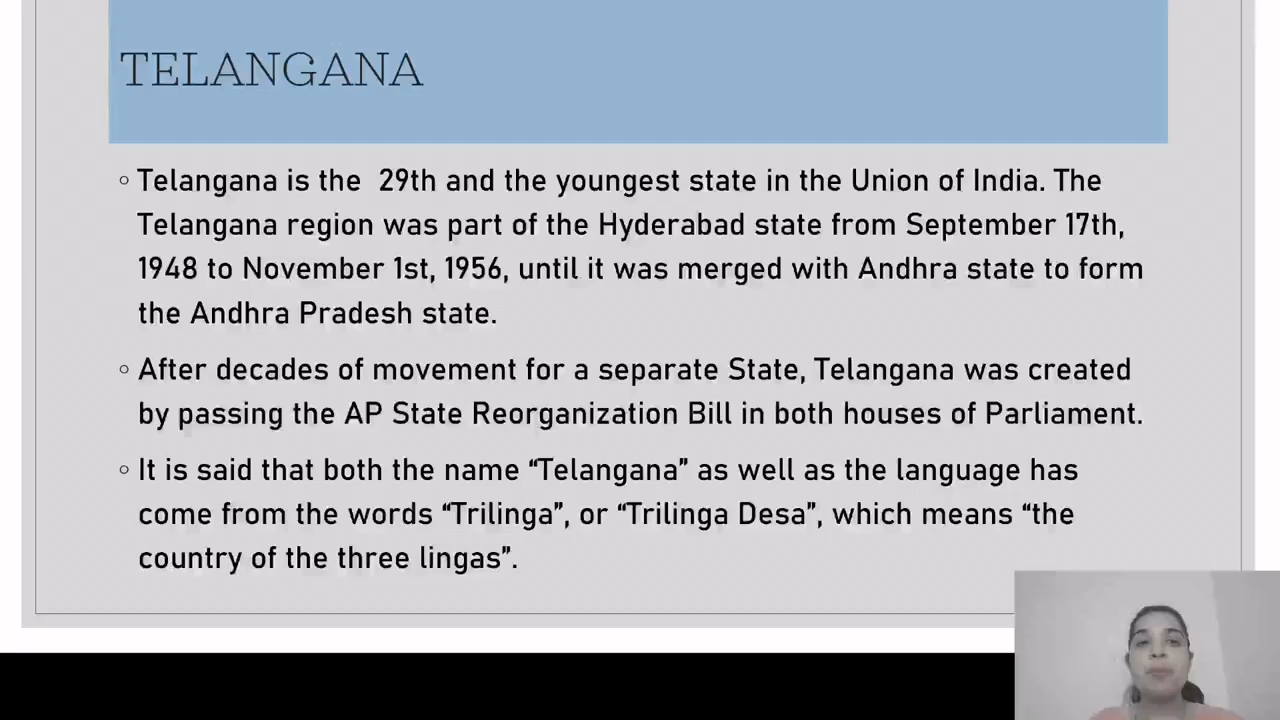 TELANGANA
◦ Telangana is the 29th and the youngest state in the Union of India. The
Telangana region was part of the Hyderabad state from September 17th,
1948 to November 1st, 1956, until it was merged with Andhra state to form
the Andhra Pradesh state.
◦ After decades of movement for a separate State, Telangana was created
by passing the AP State Reorganization Bill in both houses of Parliament.
◦ It is said that both the name “Telangana” as well as the language has
come from the words “Trilinga”, or “Trilinga Desa”, which means “the
country of the three lingas”.